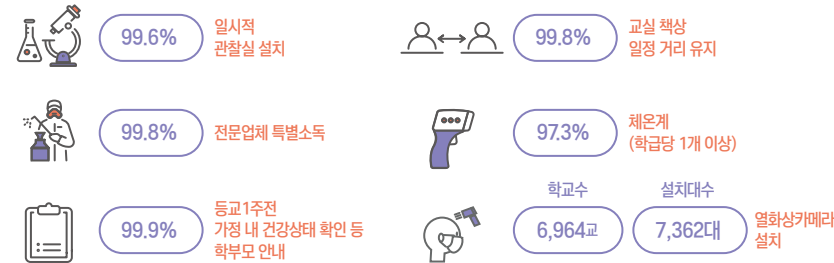 99.6%
일시적
관찰실 설치
99.8%
교실 책상
일정 거리 유지
99.8%
전문업체 특별소독
97.3%
체온계
(학급당 1개 이상)
99.9%
등교1주전
가정 내 건강상태 확인 등
학부모 안내
학교수
6,964교
설치대수
7,362대
열화상카메라
설치